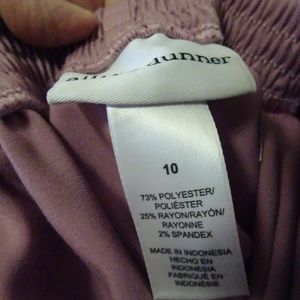 dunner
10
73% POLYESTER/
POLIÉSTER
25% RAYON/RAYÓN/
RAYONNE
2% SPANDEX
MADE IN INDONESIA
HECHO EN
INDONESIA
FABRIQUÉ EN
INDONÉSIE